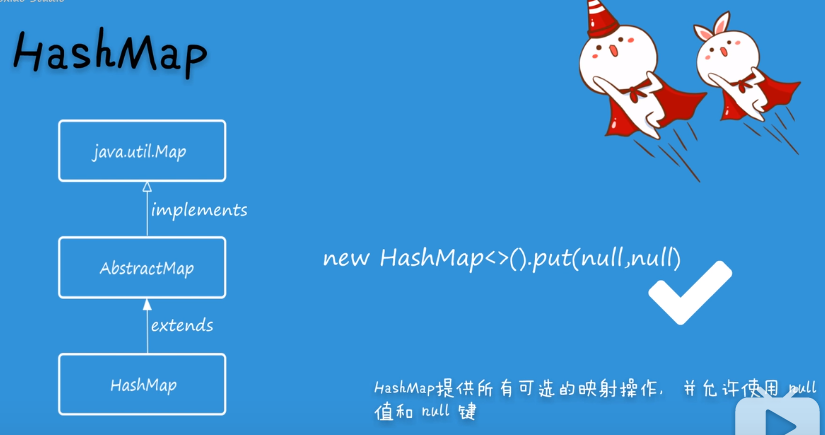 HashMap
java.util.Map
implements
AbstractMap
new HashMap<>().put(null,null)
extends
HashMap
HashMap提供所有可选的映射操作, 并允许使用 null
值和 null 键